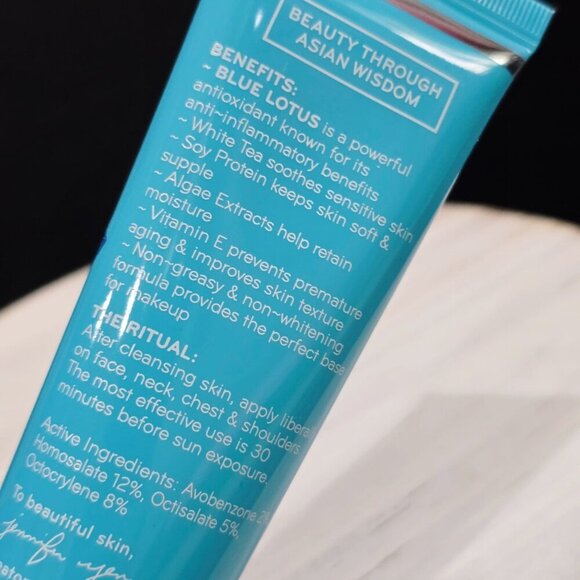 BEAUTY THROUGH
ASIAN WISDOM
BENEFITS:
~ BLUE LOTUS is a powerful
antioxidant known for its
anti~inflammatory benefits
~ White Tea soothes sensitive skin
~ Soy Protein keeps skin soft &
supple
~ Algae Extracts help retain
moisture
~ Vitamin E prevents premature
aging & improves skin texture
~ Non~greasy & non~whitening
formula provides the perfect base
for makeup
THE RITUAL:
After cleansing skin, apply
on face, neck, chest & shoulders.
The most effective use is 30
minutes before sun exposure.
Active Ingredients: Avobenzone
Homosalate 12%, Octisalate 5%,
Octocrylene 8%
To beautiful skin,